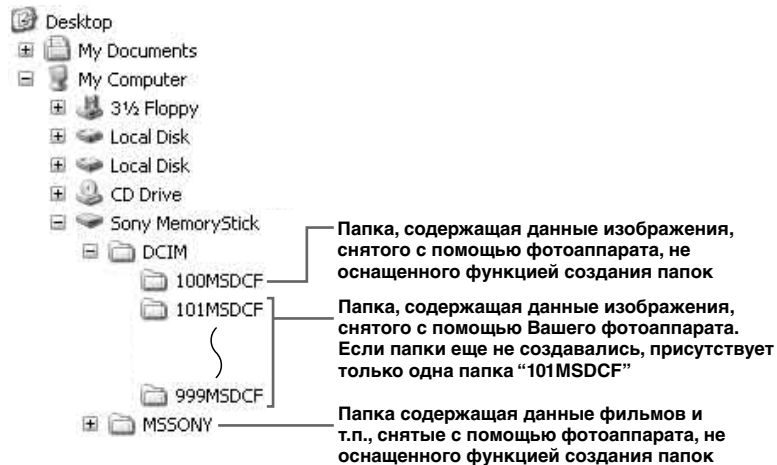 Desktop
My Documents
My Computer
3½ Floppy
Local Disk
Local Disk
CD Drive
Sony MemoryStick
DCIM
100MSDCF
101MSDCF
999MSDCF
MSSONY
Папка, содержащая данные изображения,
снятого с помощью фотоаппарата, не
оснащенного функцией создания папок
Папка, содержащая данные изображения,
снятого с помощью Вашего фотоаппарата.
Если папки еще не создавались, присутствует
только одна папка “101MSDCF”
Папка содержащая данные фильмов и
т.п., снятые с помощью фотоаппарата, не
оснащенного функцией создания папок